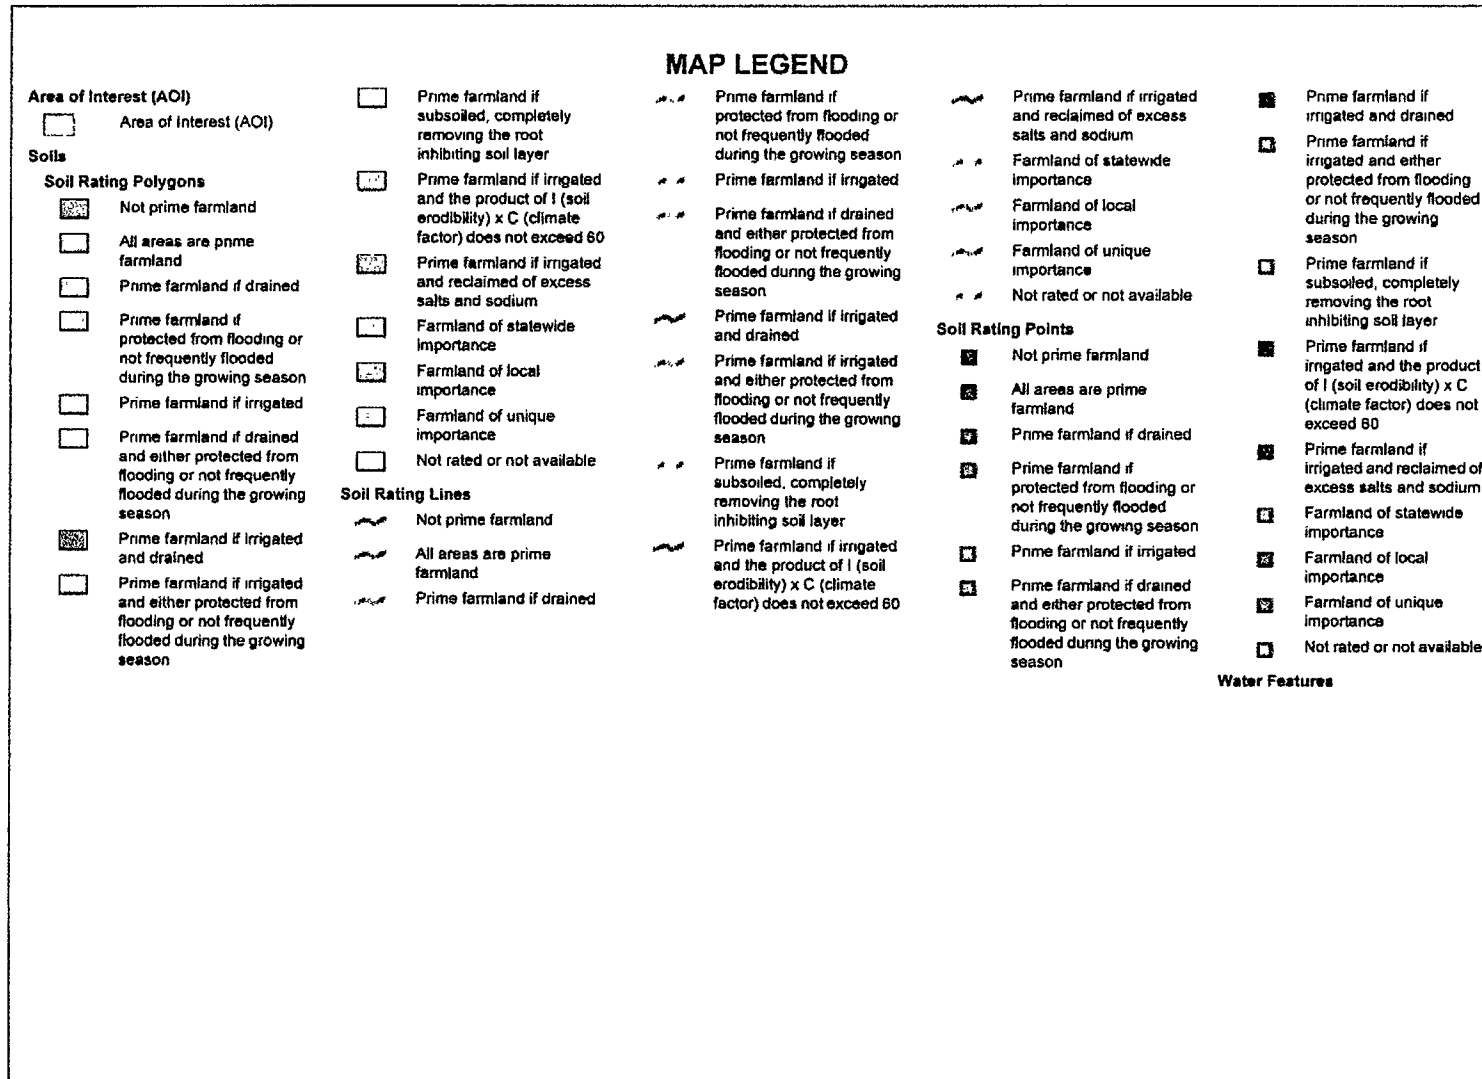 MAP LEGEND
Area of Interest (AOI)
Area of Interest (AOI)
Soils
Soil Rating Polygons
Not prime farmland
All areas are prime
farmland
Prime farmland if drained
Prime farmland if
protected from flooding or
not frequently flooded
during the growing season
Prime farmland if irrigated
Prime farmland if drained
and either protected from
flooding or not frequently
flooded during the growing
season
Prime farmland if irrigated
and drained
Prime farmland if irrigated
and either protected from
flooding or not frequently
flooded during the growing
season
Prime farmland if
subsoiled, completely
removing the root
inhibiting soil layer
Prime farmland if irrigated
and the product of I (soil
erodibility) x C (climate
factor) does not exceed 60
Prime farmland if irrigated
and reclaimed of excess
salts and sodium
Farmland of statewide
importance
Farmland of local
importance
Farmland of unique
importance
Not rated or not available
Soil Rating Lines
Not prime farmland
All areas are prime
farmland
Prime farmland if drained
Prime farmland if
protected from flooding or
not frequently flooded
during the growing season
Prime farmland if irrigated
Prime farmland if drained
and either protected from
flooding or not frequently
flooded during the growing
season
Prime farmland if irrigated
and drained
Prime farmland if irrigated
and either protected from
flooding or not frequently
flooded during the growing
season
Prime farmland if
subsoiled, completely
removing the root
inhibiting soil layer
Prime farmland if irrigated
and the product of I (soil
erodibility) x C (climate
factor) does not exceed 60
Prime farmland if irrigated
and reclaimed of excess
salts and sodium
Farmland of statewide
importance
Farmland of local
importance
Farmland of unique
importance
Not rated or not available
Soil Rating Points
Not prime farmland
All areas are prime
farmland
Prime farmland if drained
Prime farmland if
protected from flooding or
not frequently flooded
during the growing season
Prime farmland if irrigated
Prime farmland if drained
and either protected from
flooding or not frequently
flooded during the growing
season
Prime farmland if
irrigated and drained
Prime farmland if
irrigated and either
protected from flooding
or not frequently flooded
during the growing
season
Prime farmland if
subsoiled, completely
removing the root
inhibiting soil layer
Prime farmland if
irrigated and the product
of I (soil erodibility) x C
(climate factor) does not
exceed 60
Prime farmland if
irrigated and reclaimed of
excess salts and sodium
Farmland of statewide
importance
Farmland of local
importance
Farmland of unique
importance
Not rated or not available
Water Features